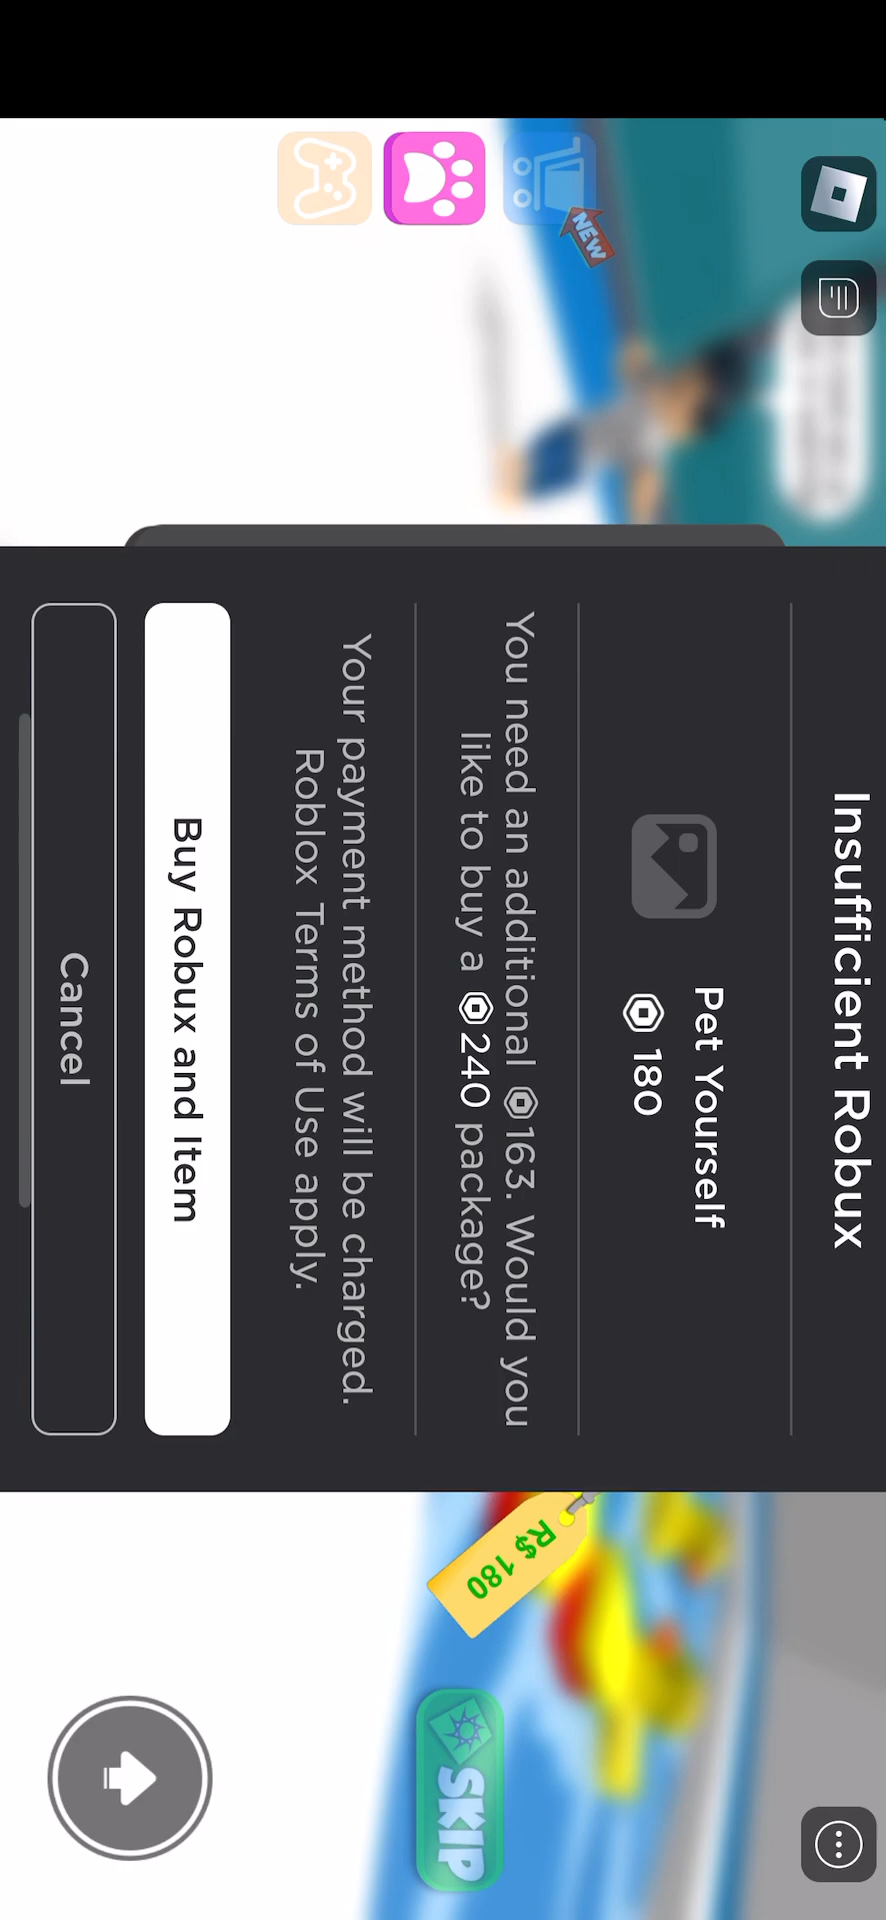 NEW
Insufficient Robux
Pet Yourself
180
You need an additional 163. Would you
like to buy a 240 package?
Your payment method will be charged.
Roblox Terms of Use apply.
Buy Robux and Item
Cancel
R$ 180
SKIP